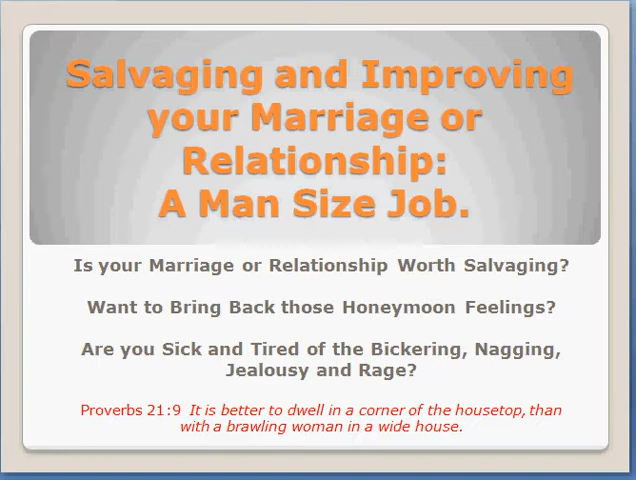 Salvaging and Improving
your Marriage or
Relationship:
A Man Size Job.
Is your Marriage or Relationship Worth Salvaging?
Want to Bring Back those Honeymoon Feelings?
Are you Sick and Tired of the Bickering, Nagging,
Jealousy and Rage?
Proverbs 21:9 It is better to dwell in a corner of the housetop, than
with a brawling woman in a wide house.